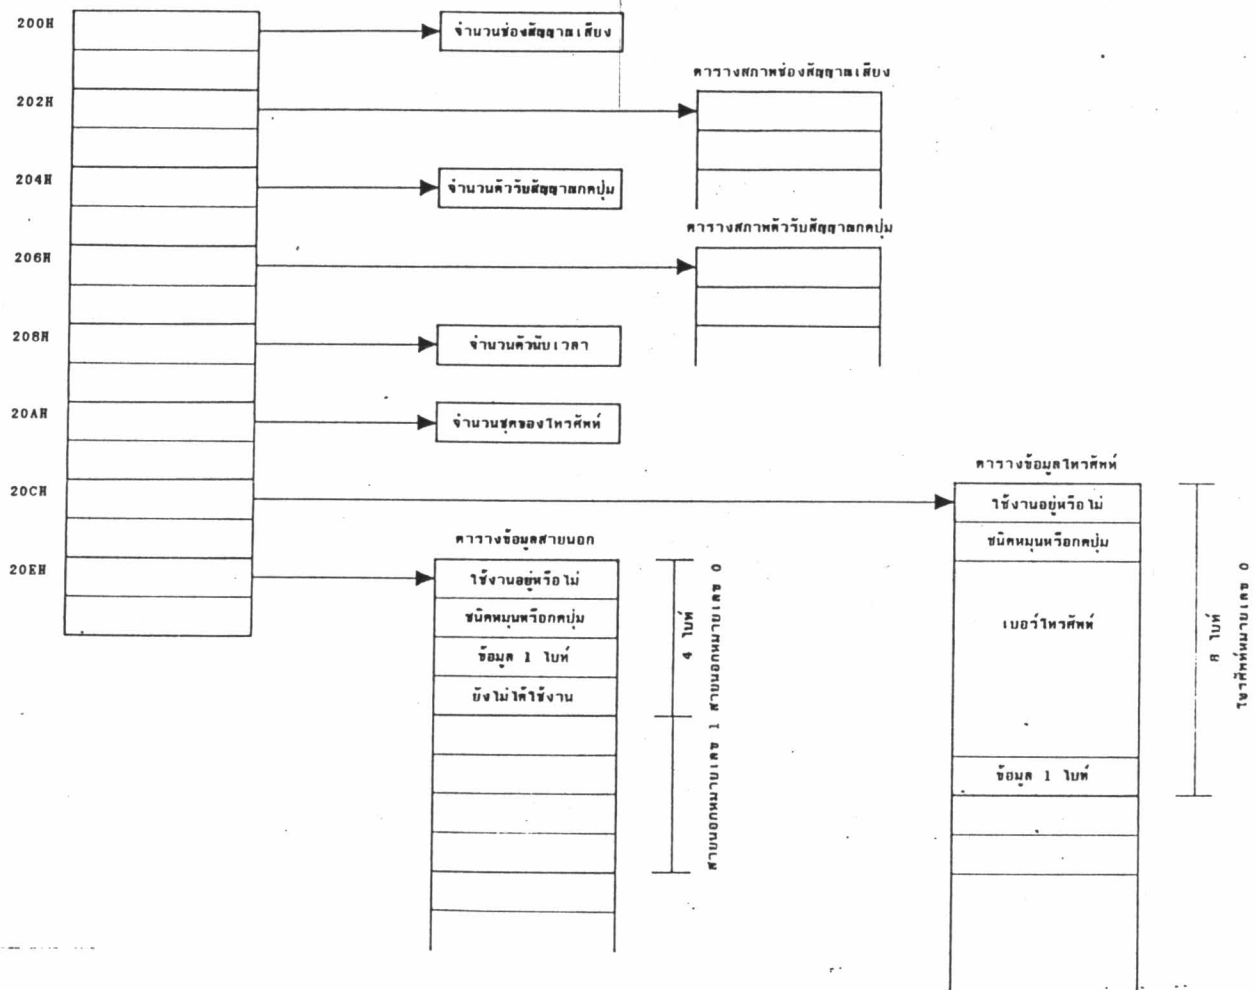 200H
จำนวนช่องสัญญาณเสียง
ตารางสภาพช่องสัญญาณเสียง
202H
204H
จำนวนตัวรับสัญญาณกดปุ่ม
ตารางสภาพตัวรับสัญญาณกดปุ่ม
206H
208H
จำนวนตัวนับเวลา
20AH
จำนวนชุดของโทรศัพท์
ตารางข้อมูลโทรศัพท์
20CH
ใช้งานอยู่หรือไม่
ชนิดหมุนหรือกดปุ่ม
เบอร์โทรศัพท์
ข้อมูล 1 ไบท์
8 ไบท์
โทรศัพท์หมายเลข 0
ตารางข้อมูลสายนอก
20EH
ใช้งานอยู่หรือไม่
ชนิดหมุนหรือกดปุ่ม
ข้อมูล 1 ไบท์
ยังไม่ได้ใช้งาน
4 ไบท์
สายนอกหมายเลข 0
สายนอกหมายเลข 1